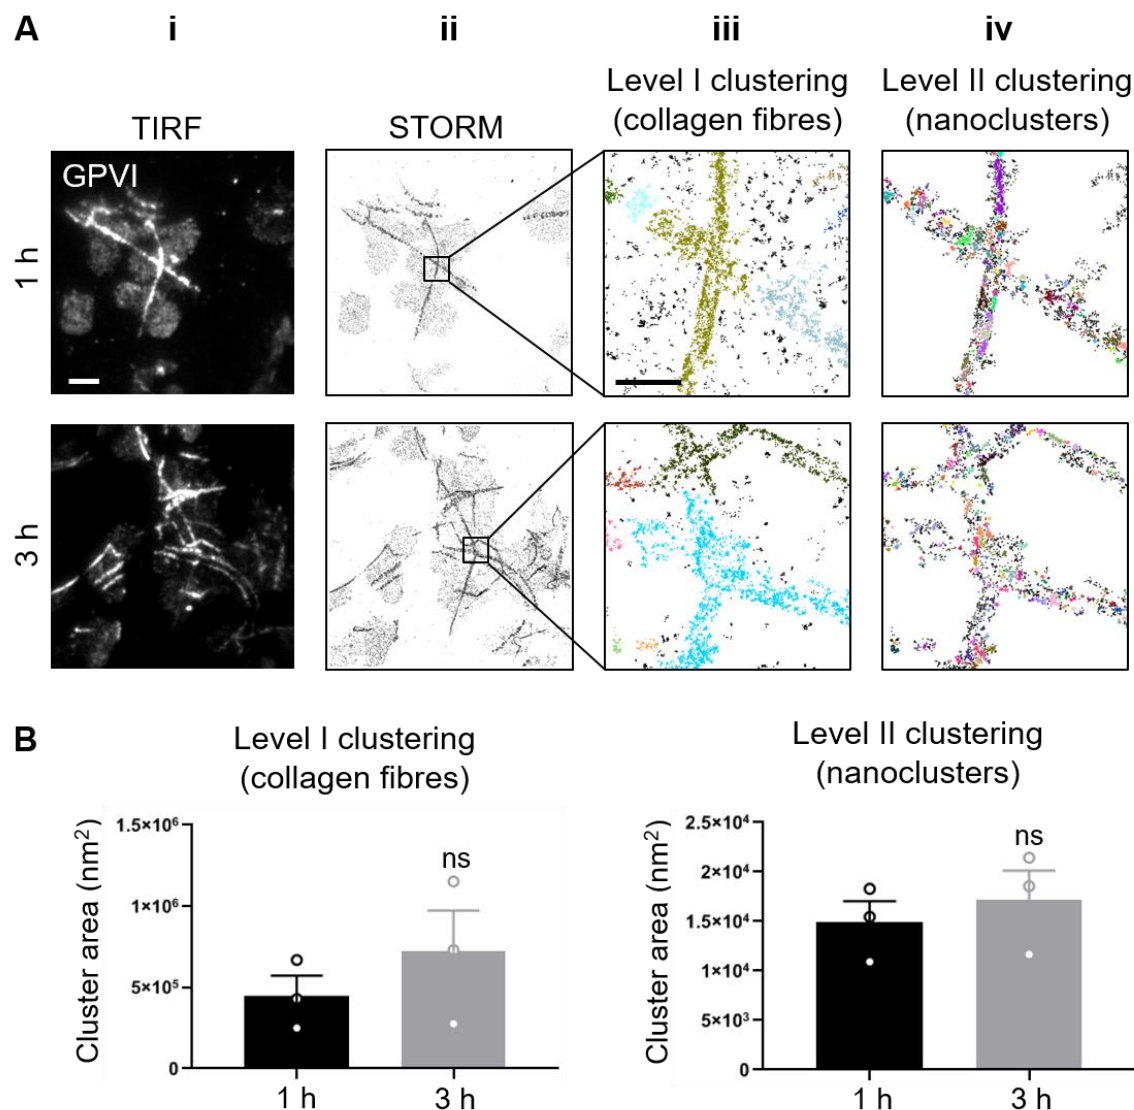 A i ii iii iv
Level I clustering Level II clustering
TIRF STORM (collagen fibres) (nanoclusters)
GPVI
1 h
3 h
B
Level I clustering
(collagen fibres)
Cluster area (nm²)
1.5×10⁶
1×10⁶
5×10⁵
0
ns
1 h 3 h
Level II clustering
(nanoclusters)
Cluster area (nm²)
2.5×10⁴
2×10⁴
1.5×10⁴
1×10⁴
5×10³
0
ns
1 h 3 h